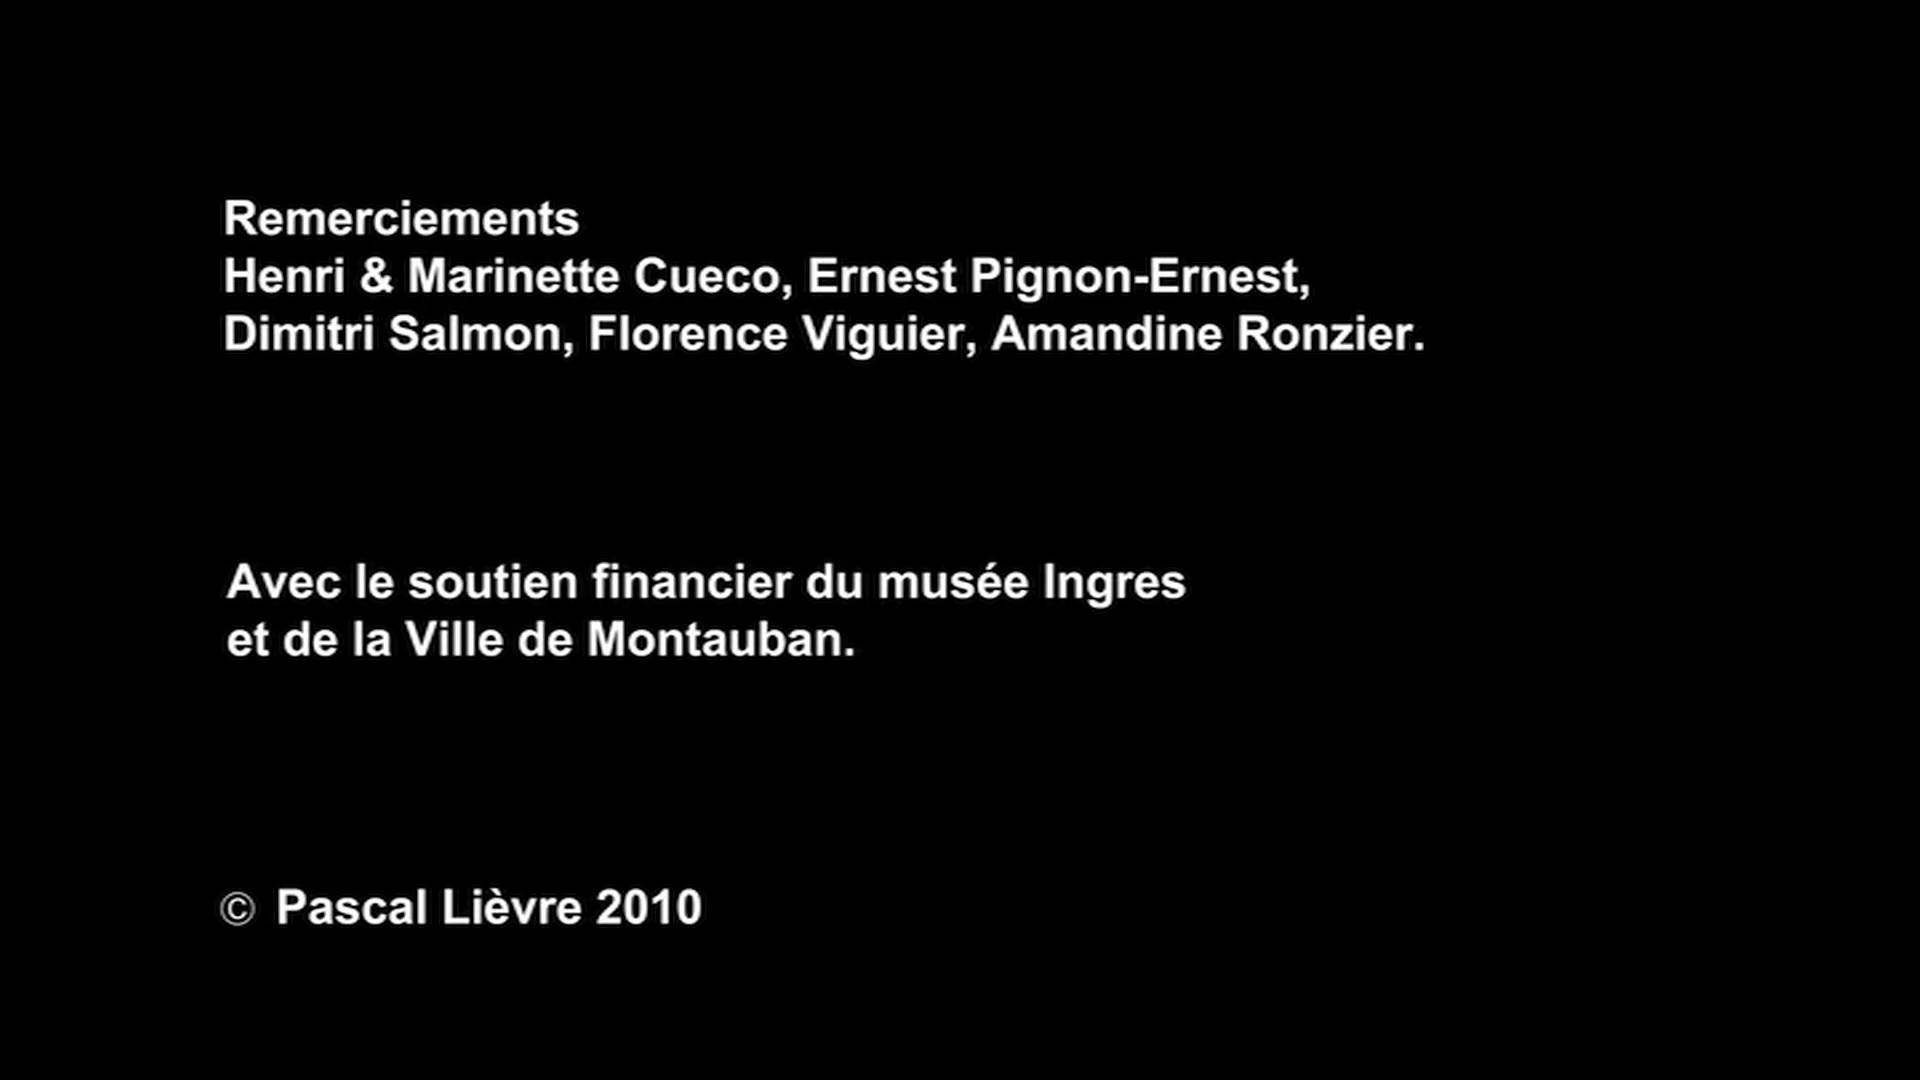 Remerciements
Henri & Marinette Cueco, Ernest Pignon-Ernest,
Dimitri Salmon, Florence Viguier, Amandine Ronzier.
Avec le soutien financier du musée Ingres
et de la Ville de Montauban.
© Pascal Lièvre 2010